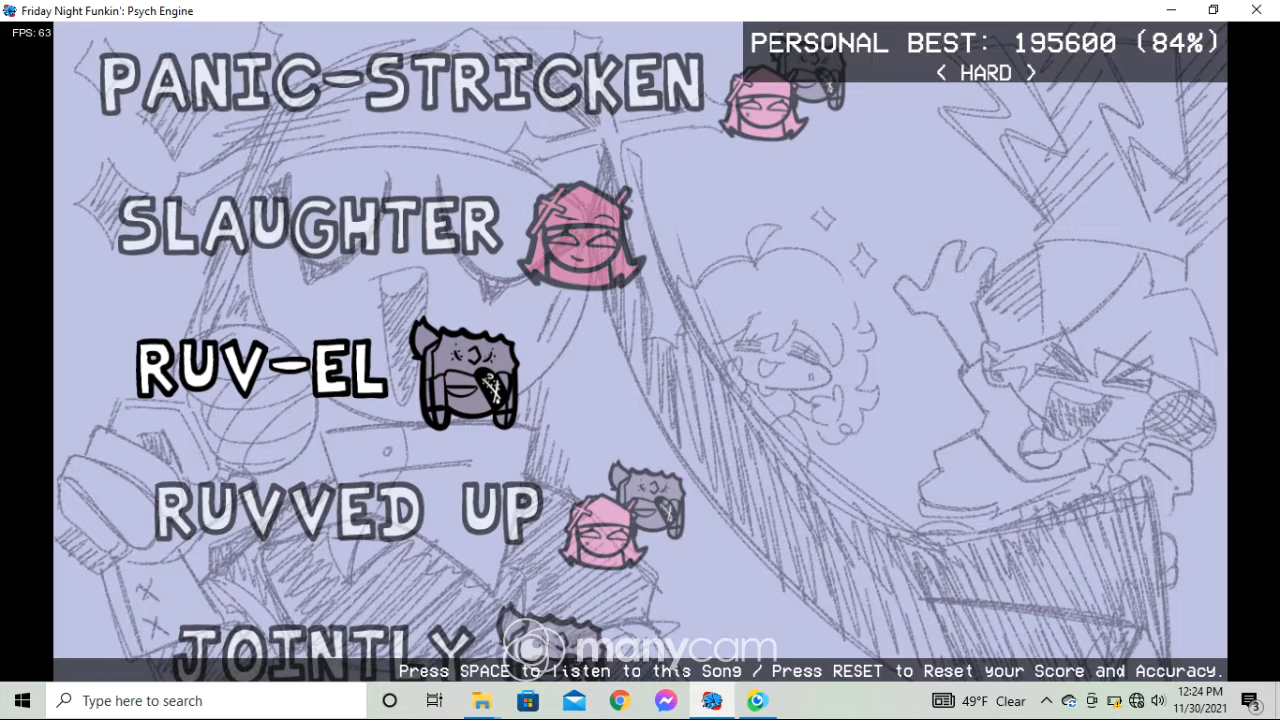 Friday Night Funkin': Psych Engine
FPS: 63
PERSONAL BEST: 195600 (84%)
< HARD >
PANIC-STRICKEN
SLAUGHTER
RUV-EL
RUVVED UP
JOINTLY
manycam
Press SPACE to listen to this Song / Press RESET to Reset your Score and Accuracy.
Type here to search
49°F Clear
12:24 PM
11/30/2021
3